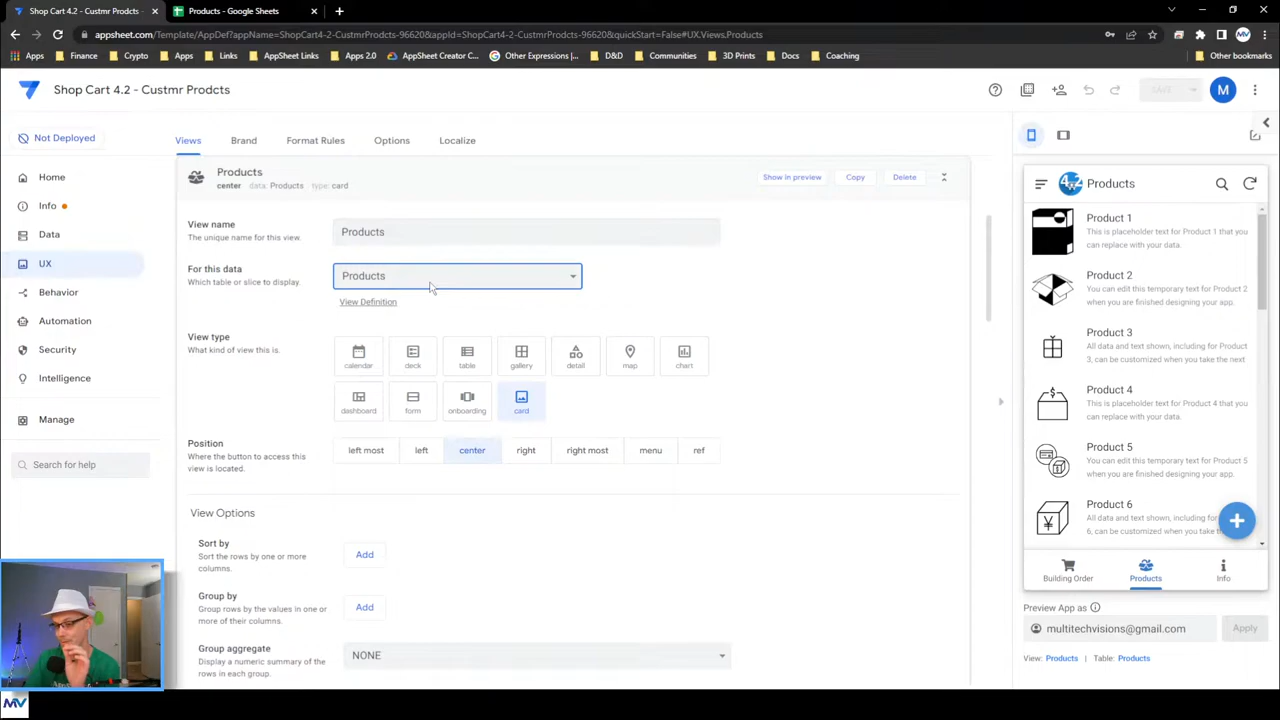 Shop Cart 4.2 - Custmr Prodcts - × Products - Google Sheets × +
appsheet.com/Template/AppDef?appName=ShopCart4-2-CustmrProdcts-96620&appId=ShopCart4-2-CustmrProdcts-96620&quickStart=False#UX.Views.Products
Apps Finance Crypto Apps Links AppSheet Links Apps 2.0 AppSheet Creator C... Other Expressions |... D&D Communities 3D Prints Docs Coaching Other bookmarks
Shop Cart 4.2 - Custmr Prodcts
SAVE
M
Not Deployed
Home
Info
Data
UX
Behavior
Automation
Security
Intelligence
Manage
Search for help
Views Brand Format Rules Options Localize
Products
center data: Products type: card
Show in preview Copy Delete
View name
The unique name for this view.
Products
For this data
Which table or slice to display.
Products
View Definition
View type
What kind of view this is.
calendar deck table gallery detail map chart
dashboard form onboarding card
Position
Where the button to access this
view is located.
left most left center right right most menu ref
View Options
Sort by
Sort the rows by one or more
columns.
Add
Group by
Group rows by the values in one or
more of their columns.
Add
Group aggregate
Display a numeric summary of the
rows in each group.
NONE
4.2
Products
Product 1
This is placeholder text for Product 1 that you
can replace with your data.
Product 2
You can edit this temporary text for Product 2
when you are finished designing your app.
Product 3
All data and text shown, including for Product
3, can be customized when you take the next
Product 4
This is placeholder text for Product 4 that you
can replace with your data.
Product 5
You can edit this temporary text for Product 5
when you are finished designing your app.
Product 6
All data and text shown, including for
6, can be customized when you take
Building Order Products Info
Preview App as
multitechvisions@gmail.com Apply
View: Products | Table: Products
MV